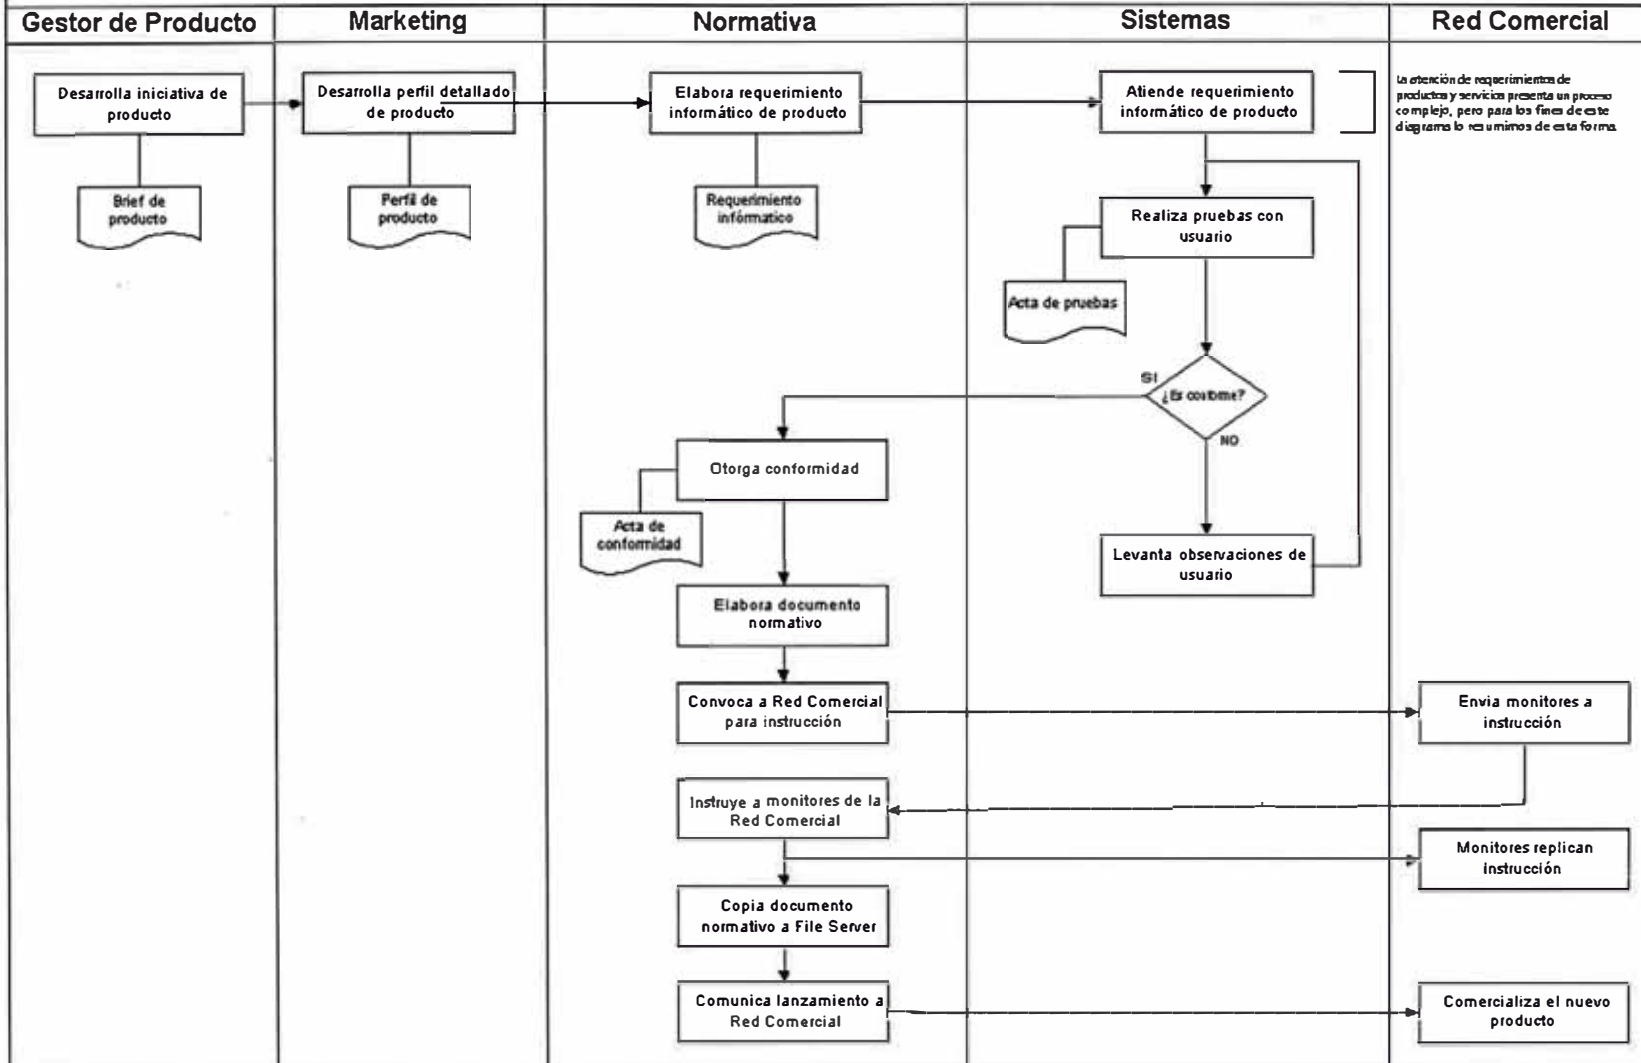 Gestor de Producto
Marketing
Normativa
Sistemas
Red Comercial
Desarrolla iniciativa de
producto
Desarrolla perfil detallado
de producto
Elabora requerimiento
informático de producto
Atiende requerimiento
informático de producto
La atención de requerimientos de
productos y servicios presenta un proceso
complejo, pero para los fines de este
diagrama lo resumimos de esta forma
Brief de
producto
Perfil de
producto
Requerimiento
infórmatico
Realiza pruebas con
usuario
Acta de pruebas
SI
¿Es conforme?
NO
Otorga conformidad
Acta de
conformidad
Levanta observaciones de
usuario
Elabora documento
normativo
Convoca a Red Comercial
para instrucción
Envia monitores a
instrucción
Instruye a monitores de la
Red Comercial
Monitores replican
instrucción
Copia documento
normativo a File Server
Comunica lanzamiento a
Red Comercial
Comercializa el nuevo
producto